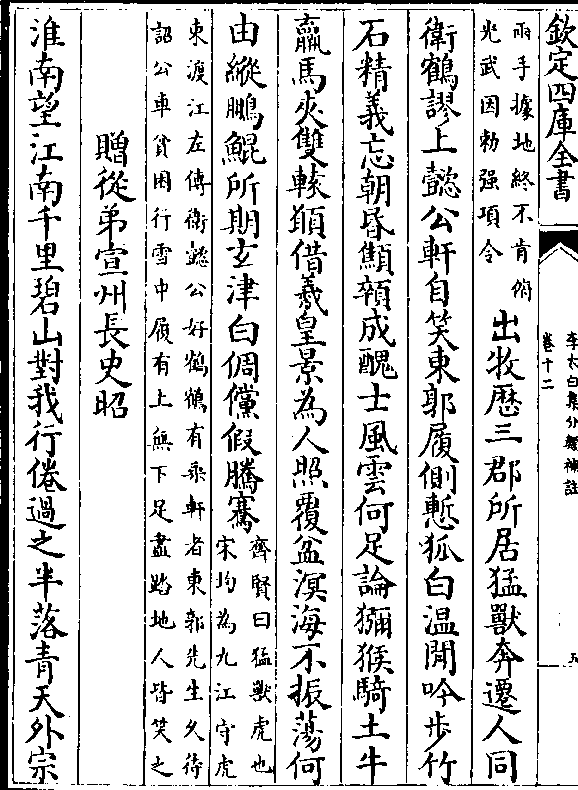 欽定四庫全書
李太白集分類補註
卷十二
五
兩手據地終不肯俯
光武因勅强項令
出牧歷三郡所居猛獸奔遷人同
衛鶴謬上懿公軒自笑東郭履側慙狐白温閒吟步竹
石精義忘朝昏顦顇成醜士風雲何足論獼猴騎土牛
羸馬夾雙轅願借羲皇景為人照覆盆溟海不振蕩何
由縱鵬鯤所期玄津白倜儻假騰騫
齊賢曰猛獸虎也
宋均為九江守虎
東渡江左傳衛懿公好鶴鶴有乘軒者東郭先生久待
詔公車貧困行雪中履有上無下足盡踏地人皆笑之
贈從弟宣州長史昭
淮南望江南千里碧山對我行倦過之半落青天外宗